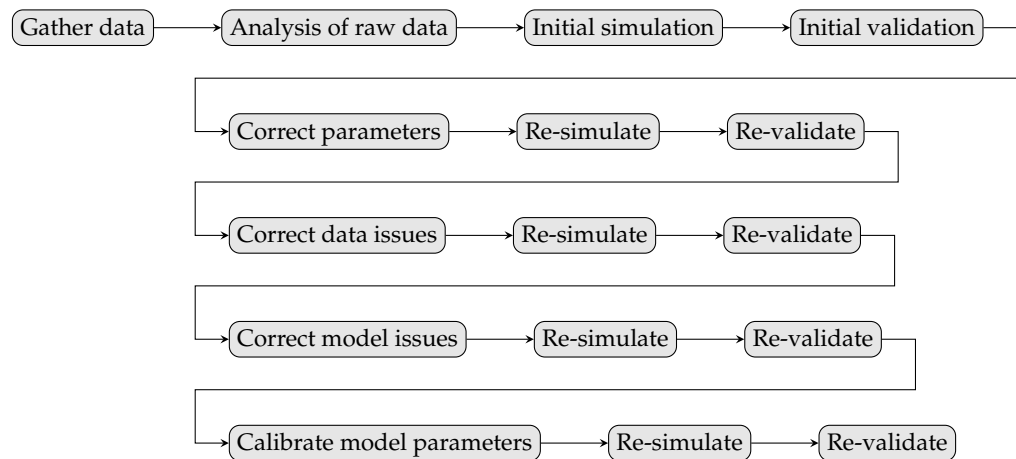 Gather data Analysis of raw data Initial simulation Initial validation
Correct parameters Re-simulate Re-validate
Correct data issues Re-simulate Re-validate
Correct model issues Re-simulate Re-validate
Calibrate model parameters Re-simulate Re-validate